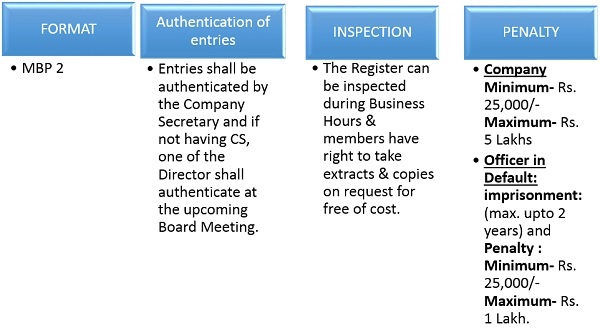 FORMAT
• MBP 2
Authentication of
entries
• Entries shall be
authenticated by
the Company
Secretary and if
not having CS,
one of the
Director shall
authenticate at
the upcoming
Board Meeting.
INSPECTION
• The Register can
be inspected
during Business
Hours &
members have
right to take
extracts & copies
on request for
free of cost.
PENALTY
• Company
Minimum- Rs.
25,000/-
Maximum- Rs.
5 Lakhs
• Officer in
Default:
imprisonment:
(max. upto 2
years) and
Penalty :
Minimum- Rs.
25,000/-
Maximum- Rs.
1 Lakh.